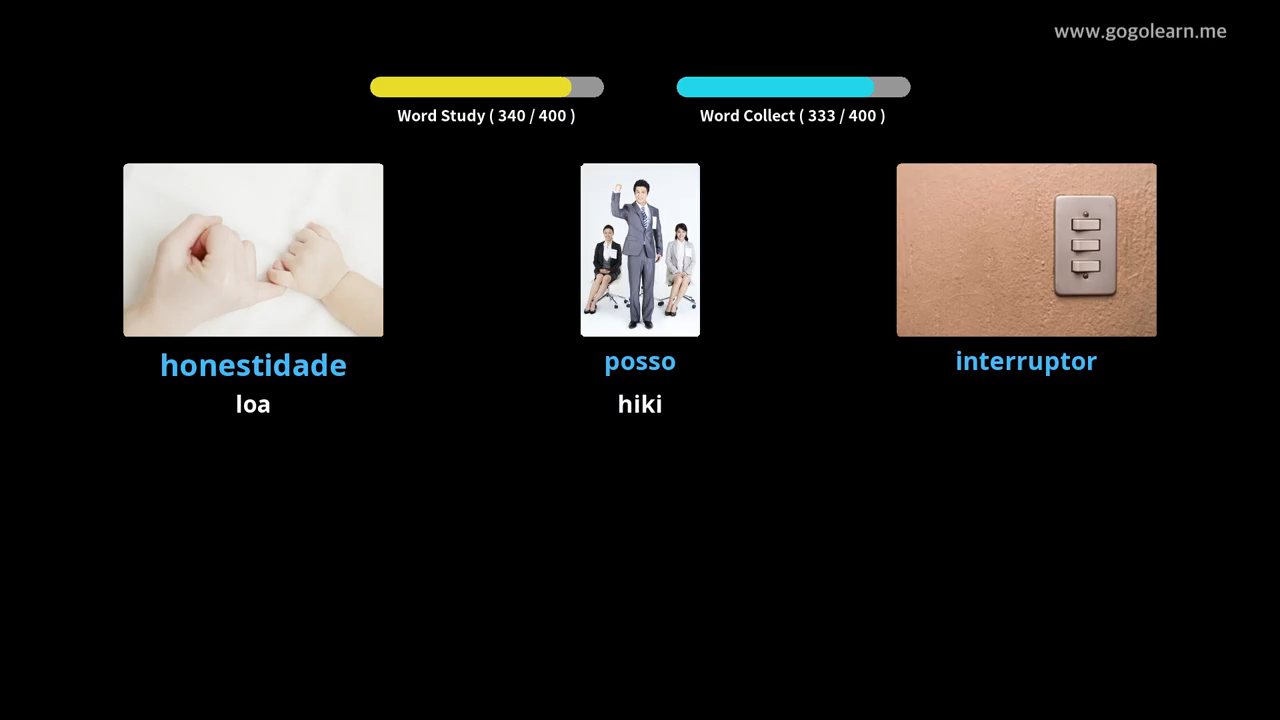 www.gogolearn.me
Word Study ( 340 / 400 )
Word Collect ( 333 / 400 )
honestidade
posso
interruptor
loa
hiki